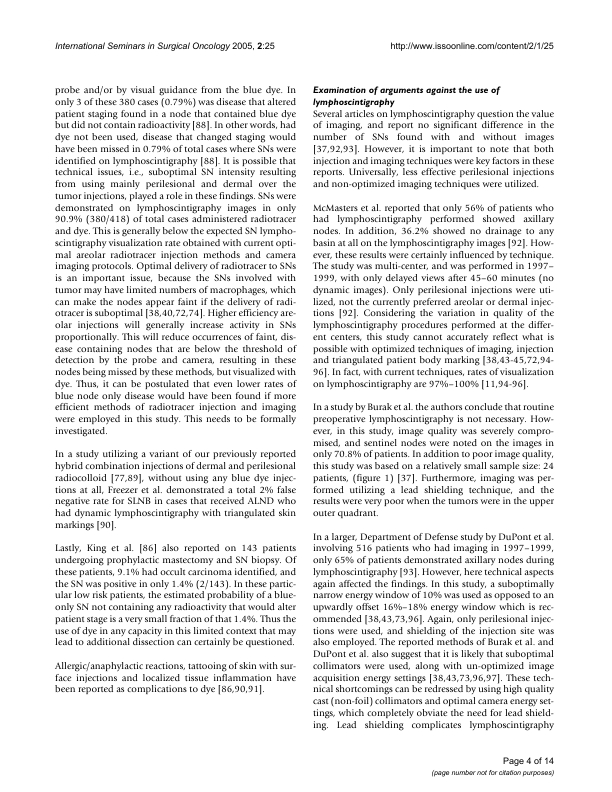 International Seminars in Surgical Oncology 2005, 2:25
http://www.issoonline.com/content/2/1/25
probe and/or by visual guidance from the blue dye. In
only 3 of these 380 cases (0.79%) was disease that altered
patient staging found in a node that contained blue dye
but did not contain radioactivity [88]. In other words, had
dye not been used, disease that changed staging would
have been missed in 0.79% of total cases where SNs were
identified on lymphoscintigraphy [88]. It is possible that
technical issues, i.e., suboptimal SN intensity resulting
from using mainly perilesional and dermal over the
tumor injections, played a role in these findings. SNs were
demonstrated on lymphoscintigraphy images in only
90.9% (380/418) of total cases administered radiotracer
and dye. This is generally below the expected SN lympho-
scintigraphy visualization rate obtained with current opti-
mal areolar radiotracer injection methods and camera
imaging protocols. Optimal delivery of radiotracer to SNs
is an important issue, because the SNs involved with
tumor may have limited numbers of macrophages, which
can make the nodes appear faint if the delivery of radi-
otracer is suboptimal [38,40,72,74]. Higher efficiency are-
olar injections will generally increase activity in SNs
proportionally. This will reduce occurrences of faint, dis-
ease containing nodes that are below the threshold of
detection by the probe and camera, resulting in these
nodes being missed by these methods, but visualized with
dye. Thus, it can be postulated that even lower rates of
blue node only disease would have been found if more
efficient methods of radiotracer injection and imaging
were employed in this study. This needs to be formally
investigated.
In a study utilizing a variant of our previously reported
hybrid combination injections of dermal and perilesional
radiocolloid [77,89], without using any blue dye injec-
tions at all, Freezer et al. demonstrated a total 2% false
negative rate for SLNB in cases that received ALND who
had dynamic lymphoscintigraphy with triangulated skin
markings [90].
Lastly, King et al. [86] also reported on 143 patients
undergoing prophylactic mastectomy and SN biopsy. Of
these patients, 9.1% had occult carcinoma identified, and
the SN was positive in only 1.4% (2/143). In these partic-
ular low risk patients, the estimated probability of a blue-
only SN not containing any radioactivity that would alter
patient stage is a very small fraction of that 1.4%. Thus the
use of dye in any capacity in this limited context that may
lead to additional dissection can certainly be questioned.
Allergic/anaphylactic reactions, tattooing of skin with sur-
face injections and localized tissue inflammation have
been reported as complications to dye [86,90,91].
Examination of arguments against the use of
lymphoscintigraphy
Several articles on lymphoscintigraphy question the value
of imaging, and report no significant difference in the
number of SNs found with and without images
[37,92,93]. However, it is important to note that both
injection and imaging techniques were key factors in these
reports. Universally, less effective perilesional injections
and non-optimized imaging techniques were utilized.
McMasters et al. reported that only 56% of patients who
had lymphoscintigraphy performed showed axillary
nodes. In addition, 36.2% showed no drainage to any
basin at all on the lymphoscintigraphy images [92]. How-
ever, these results were certainly influenced by technique.
The study was multi-center, and was performed in 1997–
1999, with only delayed views after 45–60 minutes (no
dynamic images). Only perilesional injections were uti-
lized, not the currently preferred areolar or dermal injec-
tions [92]. Considering the variation in quality of the
lymphoscintigraphy procedures performed at the differ-
ent centers, this study cannot accurately reflect what is
possible with optimized techniques of imaging, injection
and triangulated patient body marking [38,43-45,72,94-
96]. In fact, with current techniques, rates of visualization
on lymphoscintigraphy are 97%–100% [11,94-96].
In a study by Burak et al. the authors conclude that routine
preoperative lymphoscintigraphy is not necessary. How-
ever, in this study, image quality was severely compro-
mised, and sentinel nodes were noted on the images in
only 70.8% of patients. In addition to poor image quality,
this study was based on a relatively small sample size: 24
patients, (figure 1) [37]. Furthermore, imaging was per-
formed utilizing a lead shielding technique, and the
results were very poor when the tumors were in the upper
outer quadrant.
In a larger, Department of Defense study by DuPont et al.
involving 516 patients who had imaging in 1997–1999,
only 65% of patients demonstrated axillary nodes during
lymphoscintigraphy [93]. However, here technical aspects
again affected the findings. In this study, a suboptimally
narrow energy window of 10% was used as opposed to an
upwardly offset 16%–18% energy window which is rec-
ommended [38,43,73,96]. Again, only perilesional injec-
tions were used, and shielding of the injection site was
also employed. The reported methods of Burak et al. and
DuPont et al. also suggest that it is likely that suboptimal
collimators were used, along with un-optimized image
acquisition energy settings [38,43,73,96,97]. These tech-
nical shortcomings can be redressed by using high quality
cast (non-foil) collimators and optimal camera energy set-
tings, which completely obviate the need for lead shield-
ing. Lead shielding complicates lymphoscintigraphy
Page 4 of 14
(page number not for citation purposes)